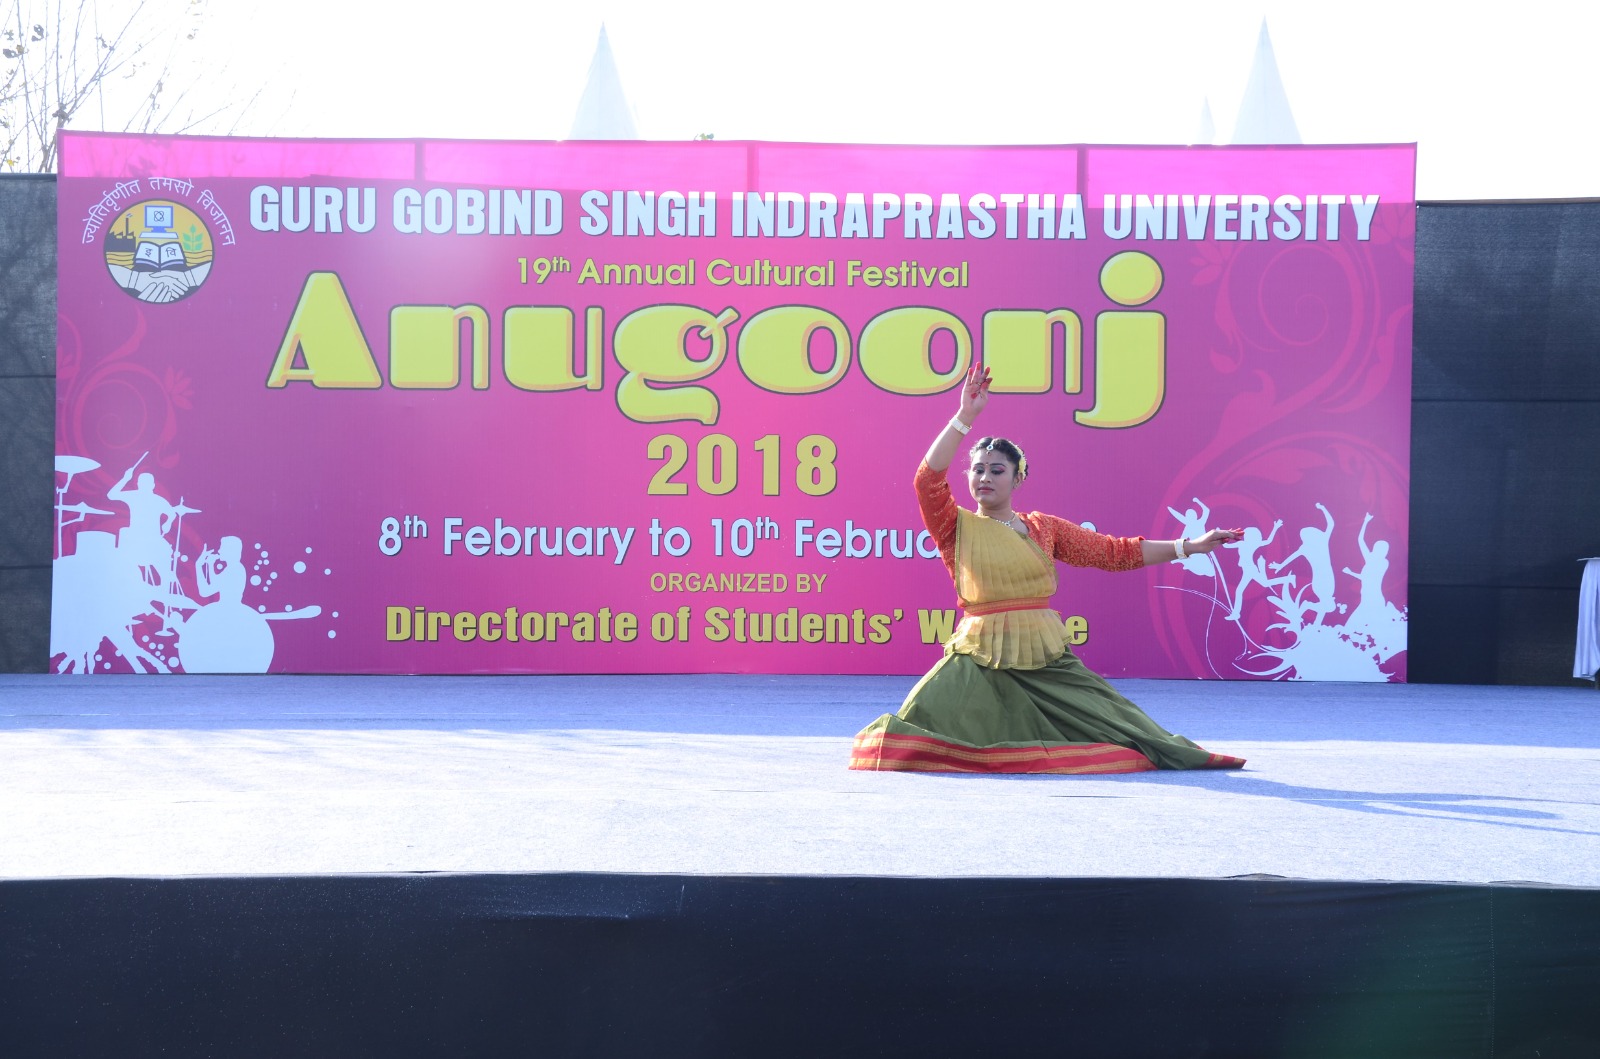 ज्योतिर्वृणीत तमसो विजानन
इ वि
GURU GOBIND SINGH INDRAPRASTHA UNIVERSITY
19th Annual Cultural Festival
Anugoonj
2018
8th February to 10th
ORGANIZED BY
Directorate of Students'